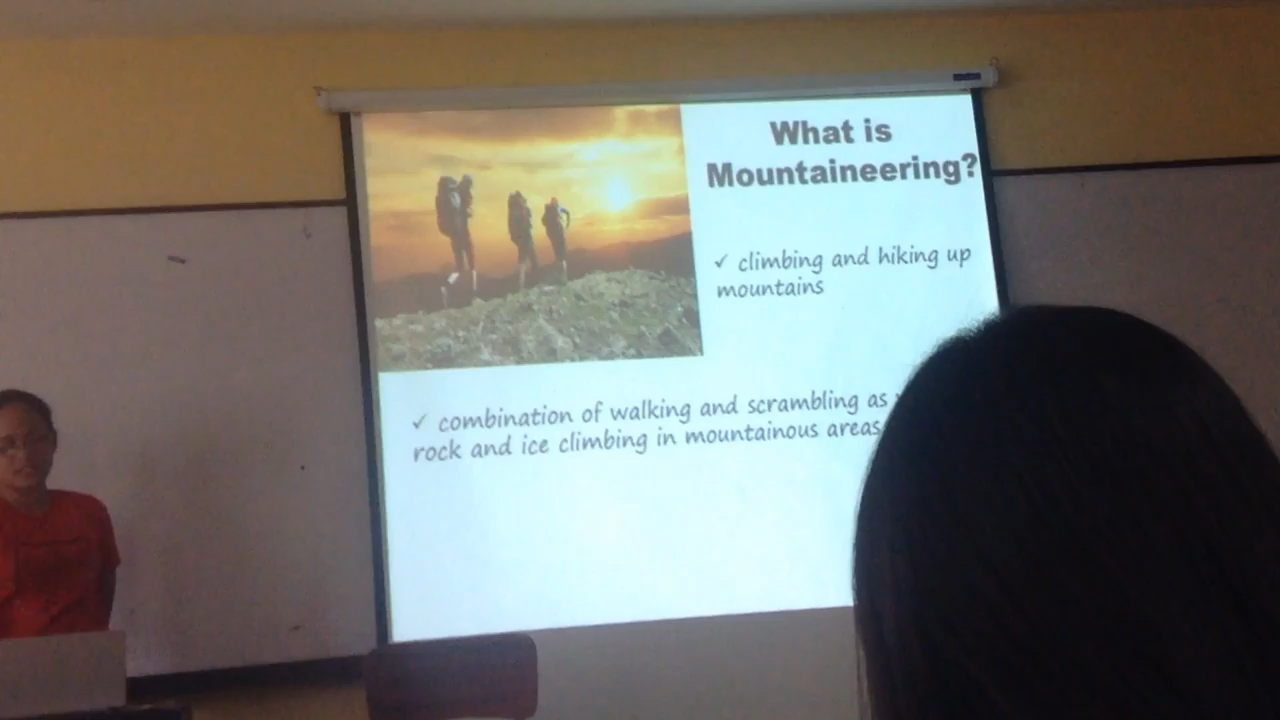 What is
Mountaineering?
✓ climbing and hiking up
mountains
✓ combination of walking and scrambling as
rock and ice climbing in mountainous areas